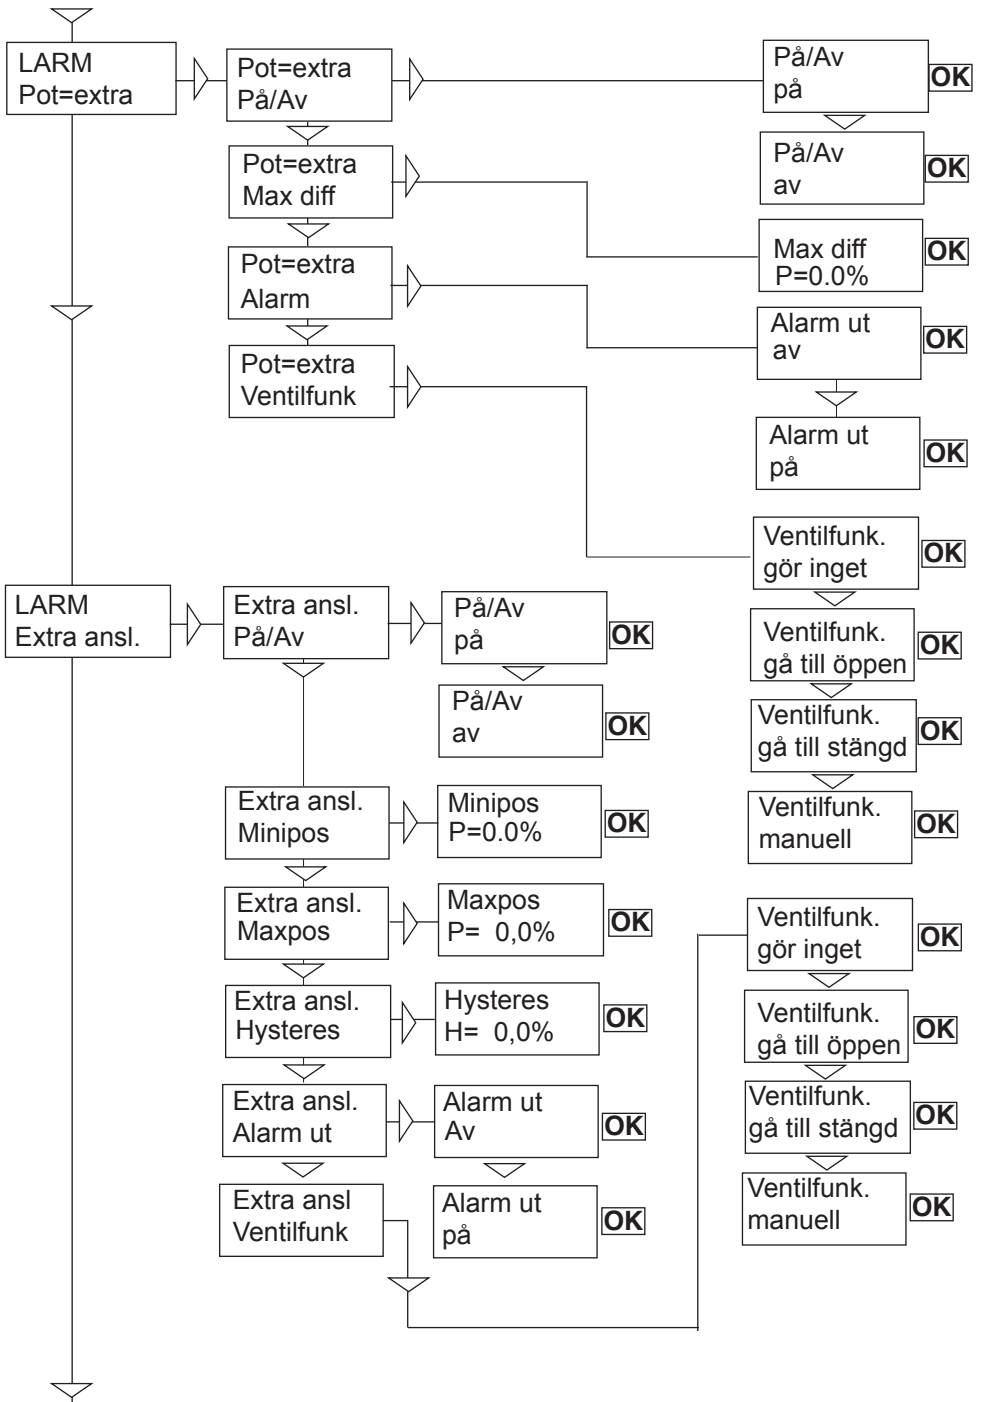 LARM
Pot=extra
Pot=extra
På/Av
På/Av
på
OK
På/Av
av
OK
Pot=extra
Max diff
Max diff
P=0.0%
OK
Pot=extra
Alarm
Alarm ut
av
OK
Alarm ut
på
OK
Pot=extra
Ventilfunk
Ventilfunk.
gör inget
OK
Ventilfunk.
gå till öppen
OK
Ventilfunk.
gå till stängd
OK
Ventilfunk.
manuell
OK
LARM
Extra ansl.
Extra ansl.
På/Av
På/Av
på
OK
På/Av
av
OK
Extra ansl.
Minipos
Minipos
P=0.0%
OK
Extra ansl.
Maxpos
Maxpos
P= 0,0%
OK
Extra ansl.
Hysteres
Hysteres
H= 0,0%
OK
Extra ansl.
Alarm ut
Alarm ut
Av
OK
Alarm ut
på
OK
Extra ansl
Ventilfunk
Ventilfunk.
gör inget
OK
Ventilfunk.
gå till öppen
OK
Ventilfunk.
gå till stängd
OK
Ventilfunk.
manuell
OK